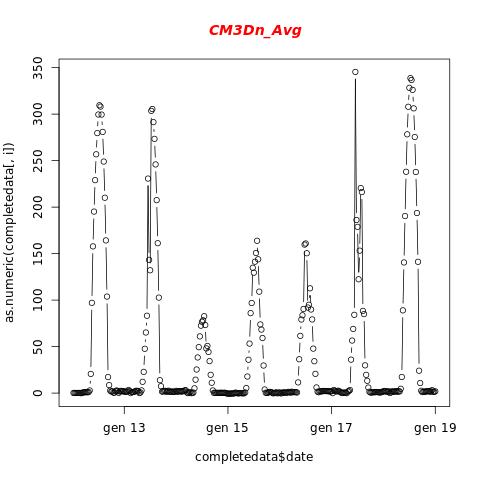 CM3Dn_Avg
as.numeric(completedata[, i])
350
300
250
200
150
100
50
0
gen 13
gen 15
gen 17
gen 19
completedata$date